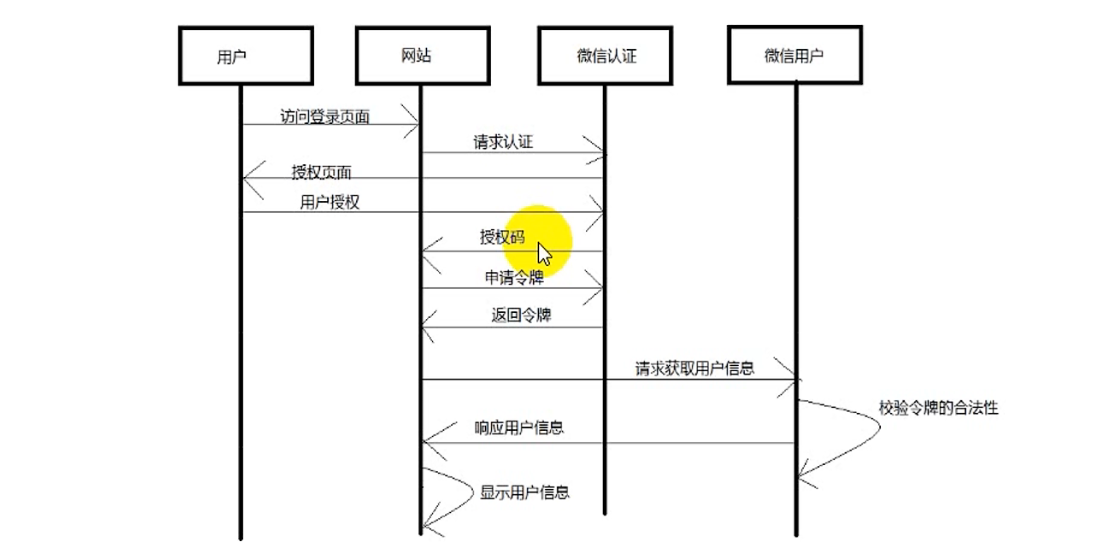 用户
网站
微信认证
微信用户
访问登录页面
请求认证
授权页面
用户授权
授权码
申请令牌
返回令牌
请求获取用户信息
校验令牌的合法性
响应用户信息
显示用户信息